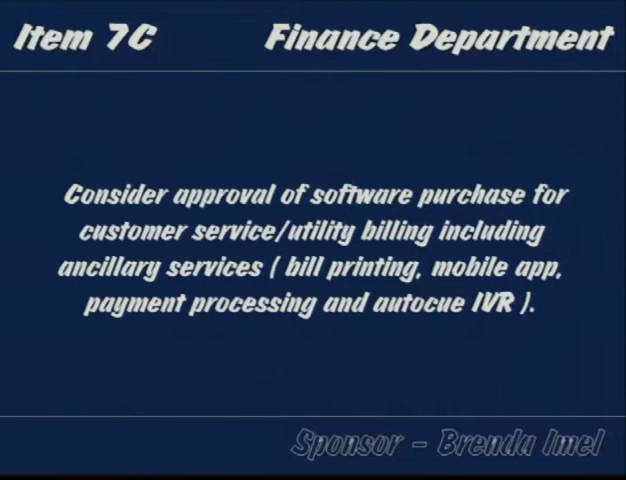 Item 7C
Finance Department
Consider approval of software purchase for
customer service/utility billing including
ancillary services ( bill printing, mobile app,
payment processing and autocue IVR ).
Sponsor - Brenda Imel